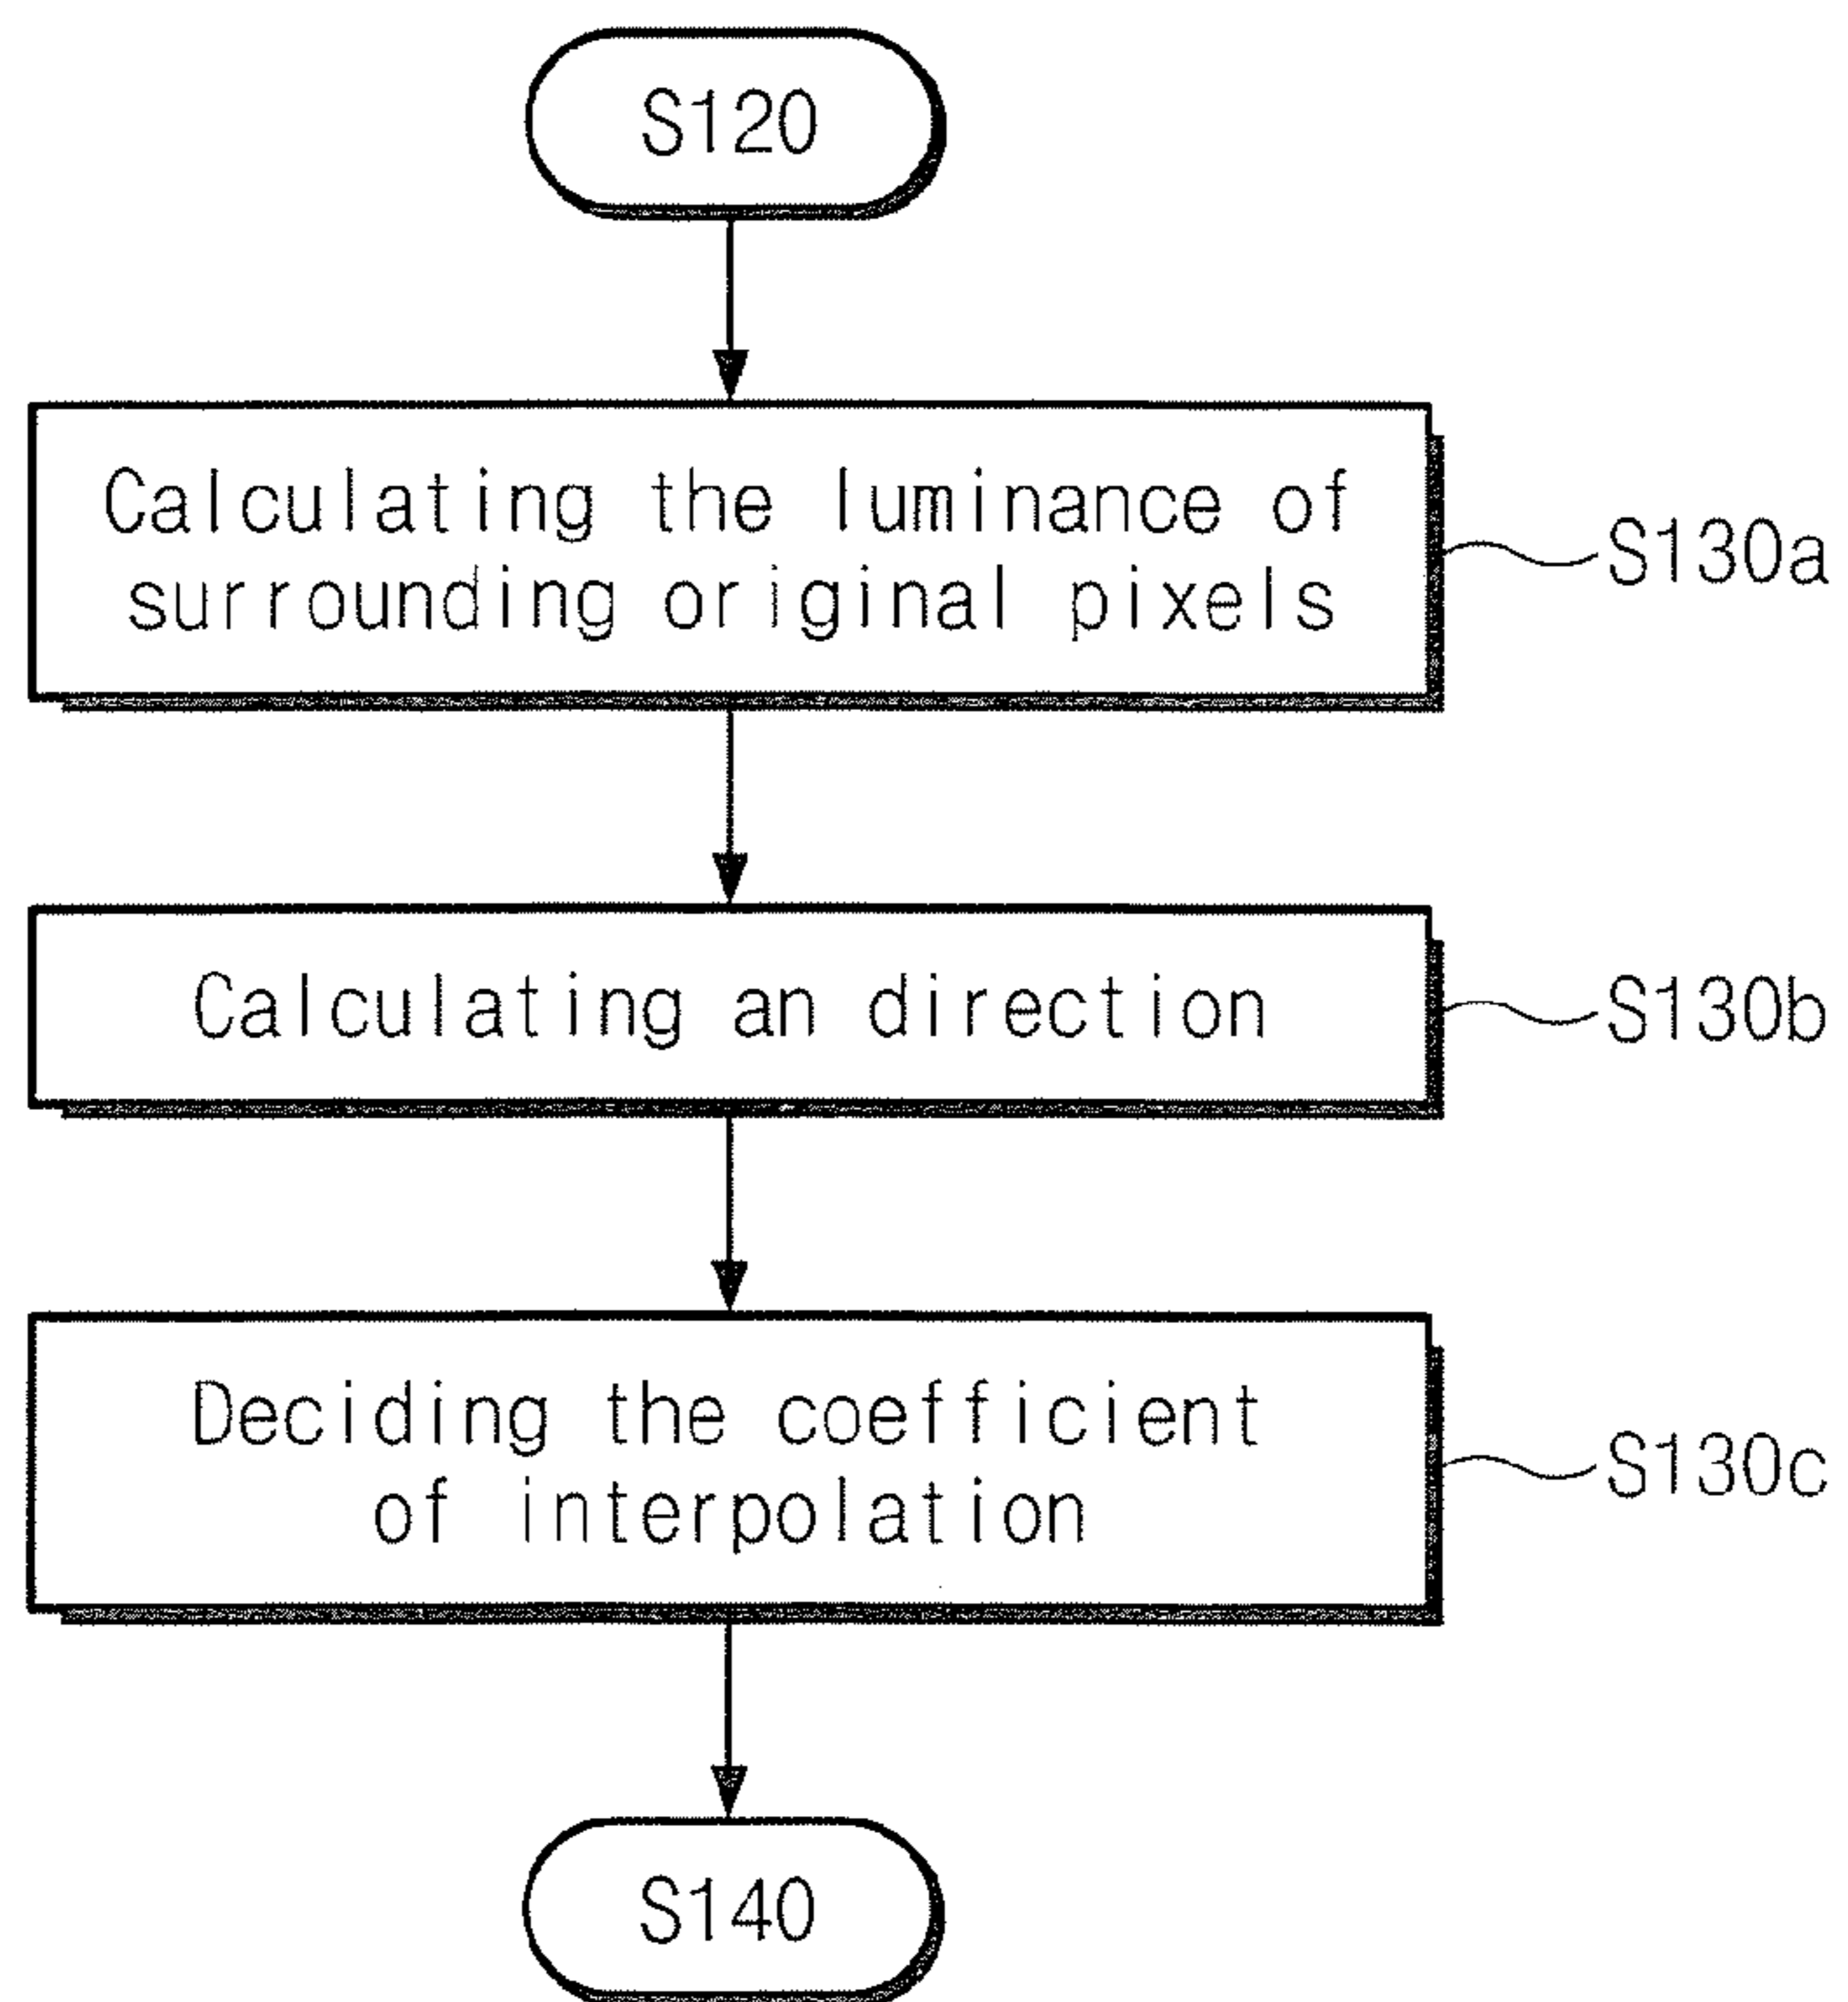 S120
Calculating the luminance of
surrounding original pixels
S130a
Calculating an direction
S130b
Deciding the coefficient
of interpolation
S130c
S140